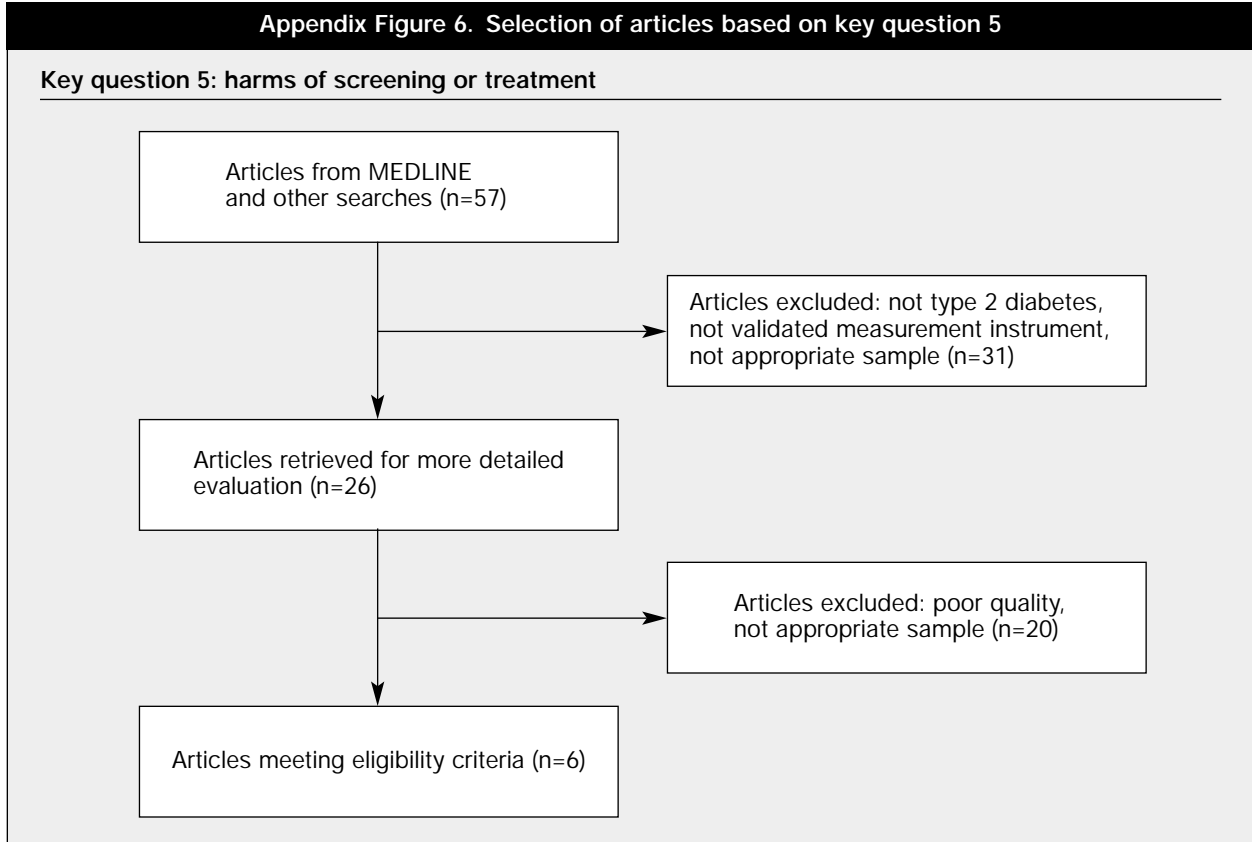 Appendix Figure 6. Selection of articles based on key question 5
Key question 5: harms of screening or treatment
Articles from MEDLINE
and other searches (n=57)
Articles excluded: not type 2 diabetes,
not validated measurement instrument,
not appropriate sample (n=31)
Articles retrieved for more detailed
evaluation (n=26)
Articles excluded: poor quality,
not appropriate sample (n=20)
Articles meeting eligibility criteria (n=6)